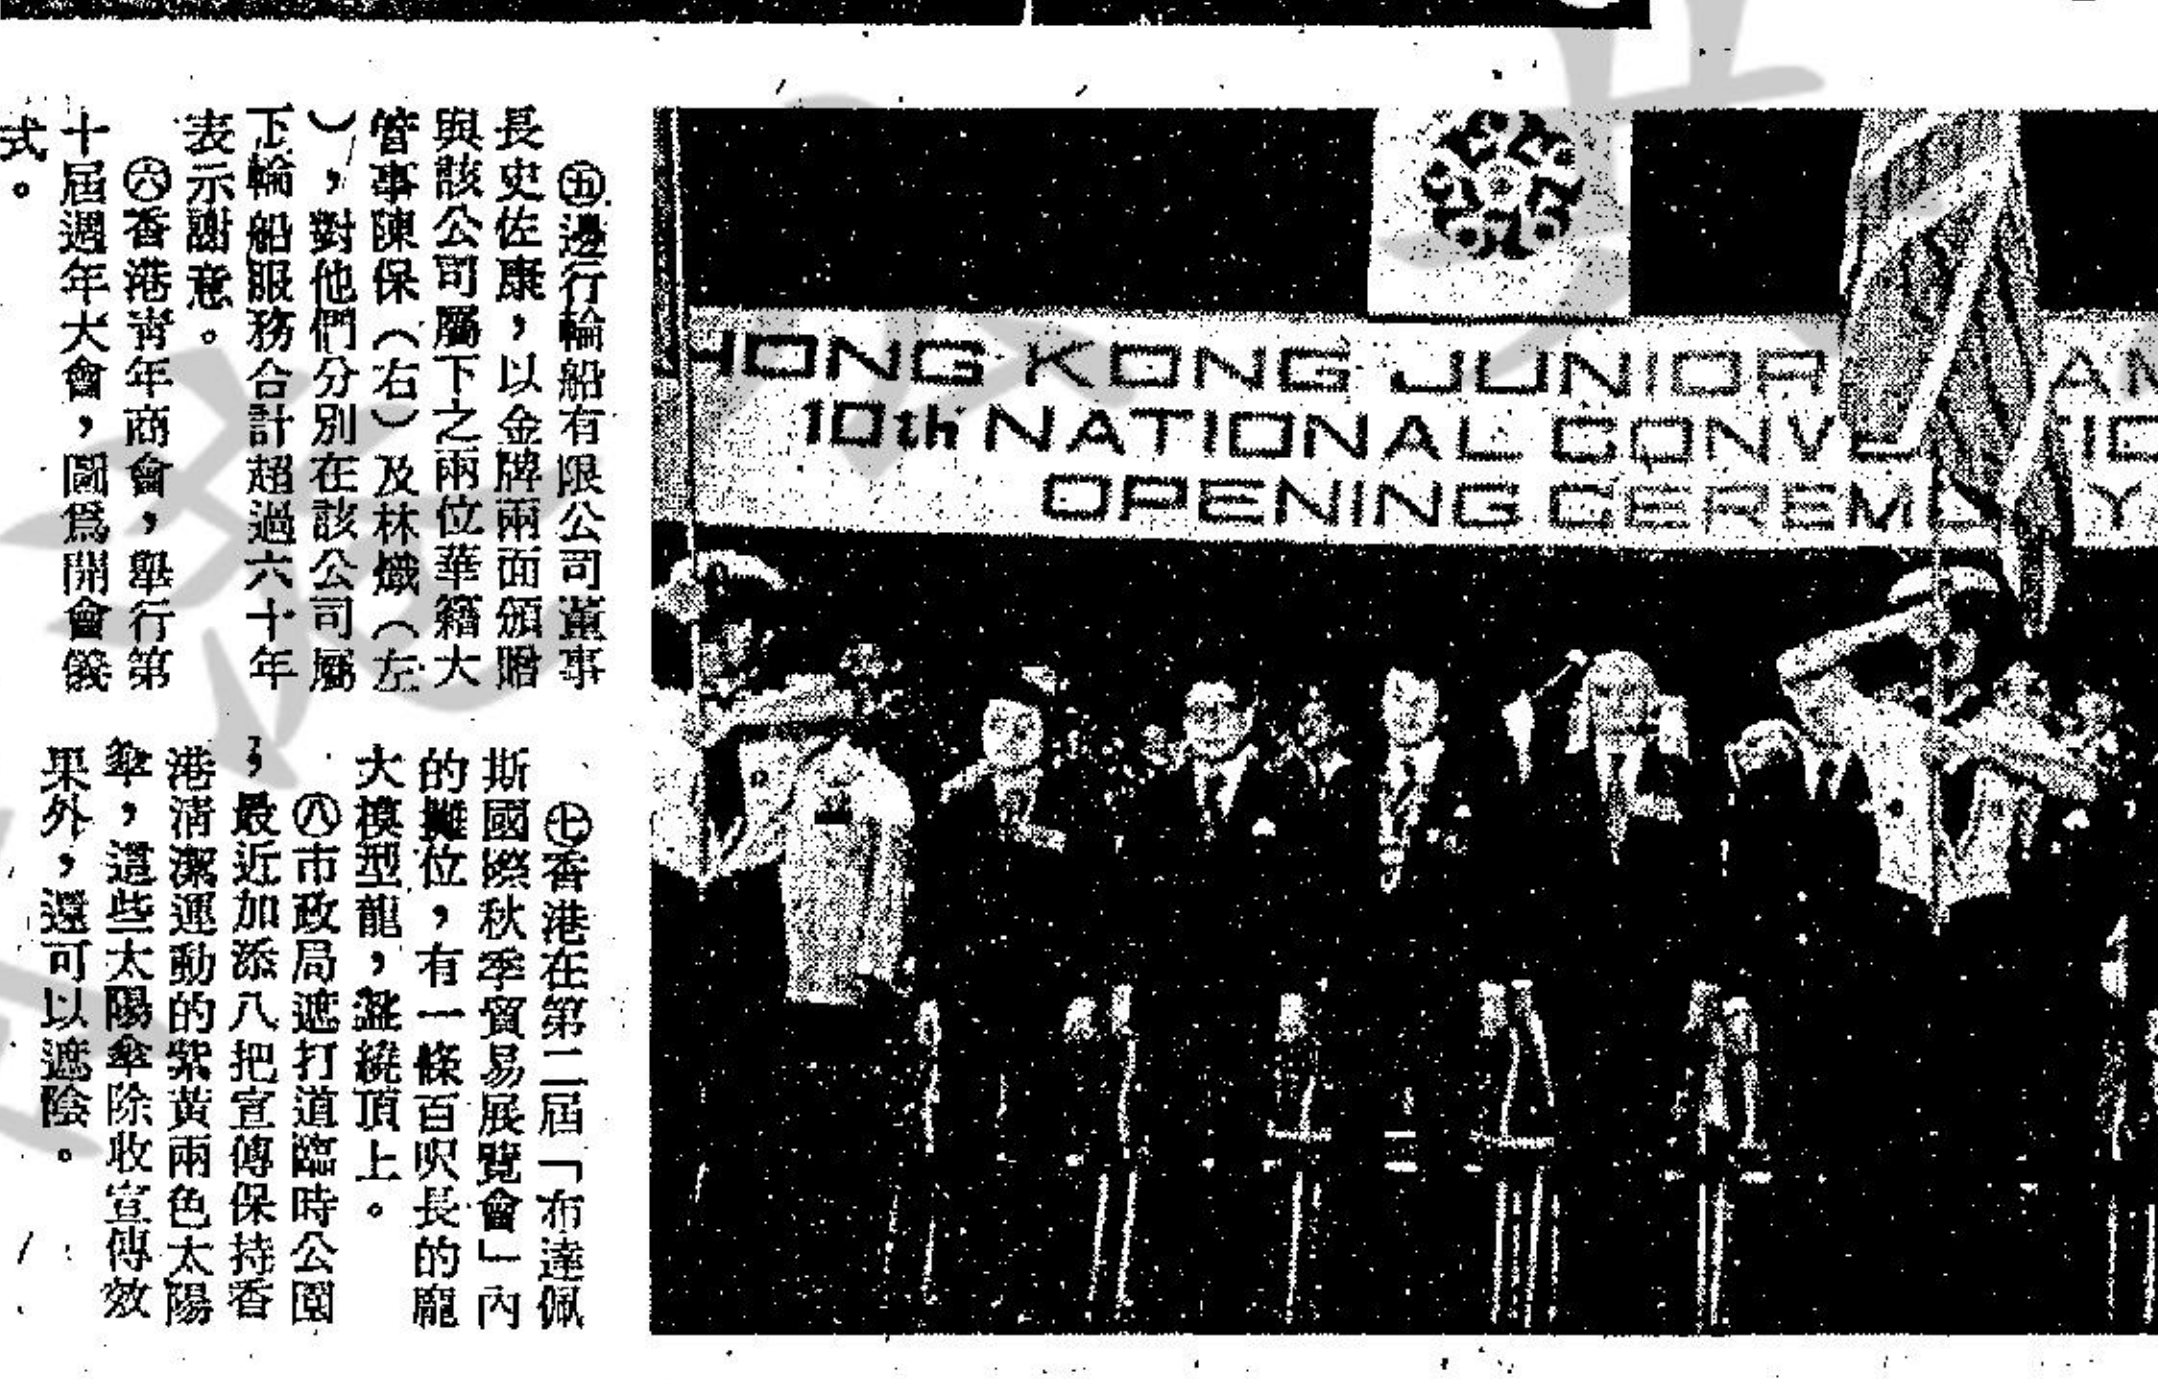 ㊄邊行輪船有限公司董事
長史佐康，以金牌兩面頒贈
與該公司屬下之兩位華籍大
管事陳保（右）及林熾（左
），對他們分別在該公司屬
下輪船服務合計超過六十年
表示謝意。
㊅香港青年商會，舉行第
十屆週年大會，圖爲開會儀
式。
㊆香港在第二屆「布達佩
斯國際秋季貿易展覽會」內
的攤位，有一條百呎長的龐
大模型龍，盤繞頂上。
㊇市政局遮打道臨時公園
，最近加添八把宣傳保持香
港清潔運動的紫黃兩色太陽
傘，這些太陽傘除收宣傳效
果外，還可以遮陰。
HONG KONG JUNIOR
10th NATIONAL CONV
OPENING CEREM Y